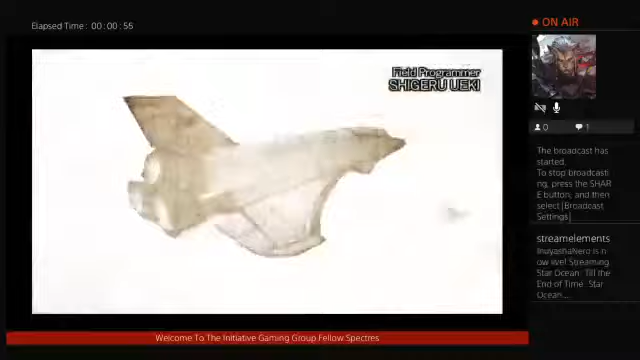 Elapsed Time : 00:00:55
ON AIR
Field Programmer
SHIGERU UEKI
0
1
The broadcast has
started.
To stop broadcasti
ng, press the SHAR
E button, and then
select [Broadcast
Settings]
streamelements
InuyashaNero is n
ow live! Streaming
Star Ocean: Till the
End of Time: Star
Ocean...
Welcome To The Initiative Gaming Group Fellow Spectres